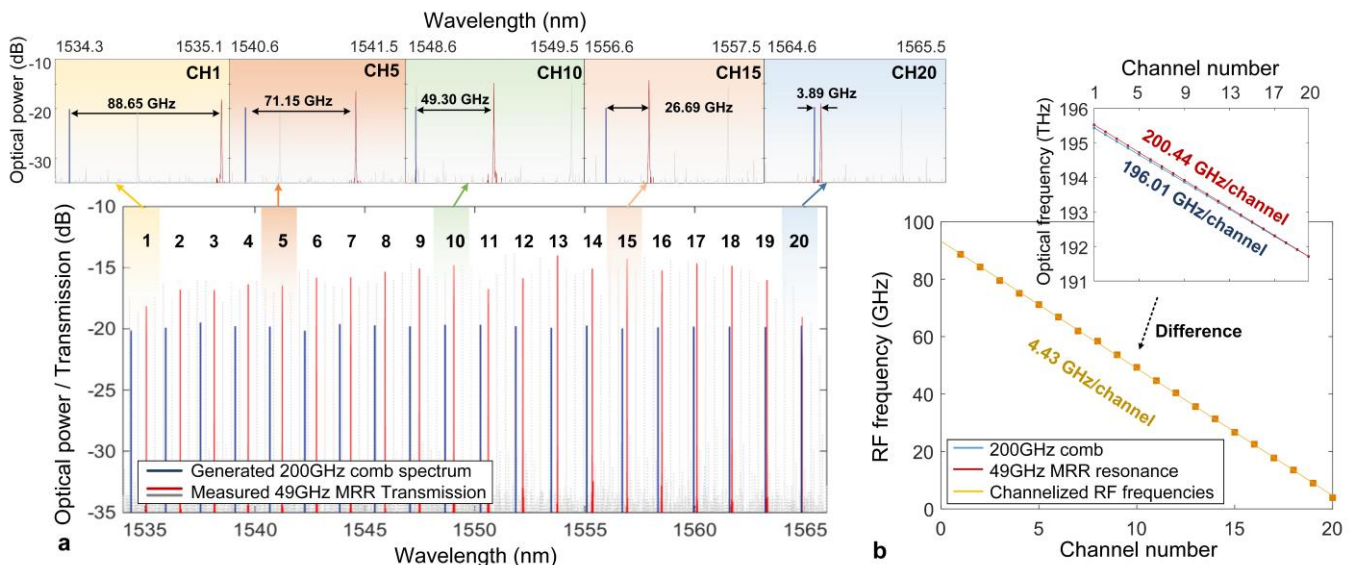 Wavelength (nm)
1534.3 1535.1 1540.6 1541.5 1548.6 1549.5 1556.6 1557.5 1564.6 1565.5
Optical power (dB)
-10
-20
-30
CH1 CH5 CH10 CH15 CH20
88.65 GHz 71.15 GHz 49.30 GHz 26.69 GHz 3.89 GHz
Optical power / Transmission (dB)
-10
-15
-20
-25
-30
-35
1 2 3 4 5 6 7 8 9 10 11 12 13 14 15 16 17 18 19 20
Generated 200GHz comb spectrum
Measured 49GHz MRR Transmission
1535 1540 1545 1550 1555 1560
Wavelength (nm)
a
Channel number
1 5 9 13 17 20
Optical frequency (THz)
196
195
194
193
192
191
200.44 GHz/channel
196.01 GHz/channel
RF frequency (GHz)
100
80
60
40
20
0
Difference
4.43 GHz/channel
200GHz comb
49GHz MRR resonance
Channelized RF frequencies
0 5 10 15 20
Channel number
b